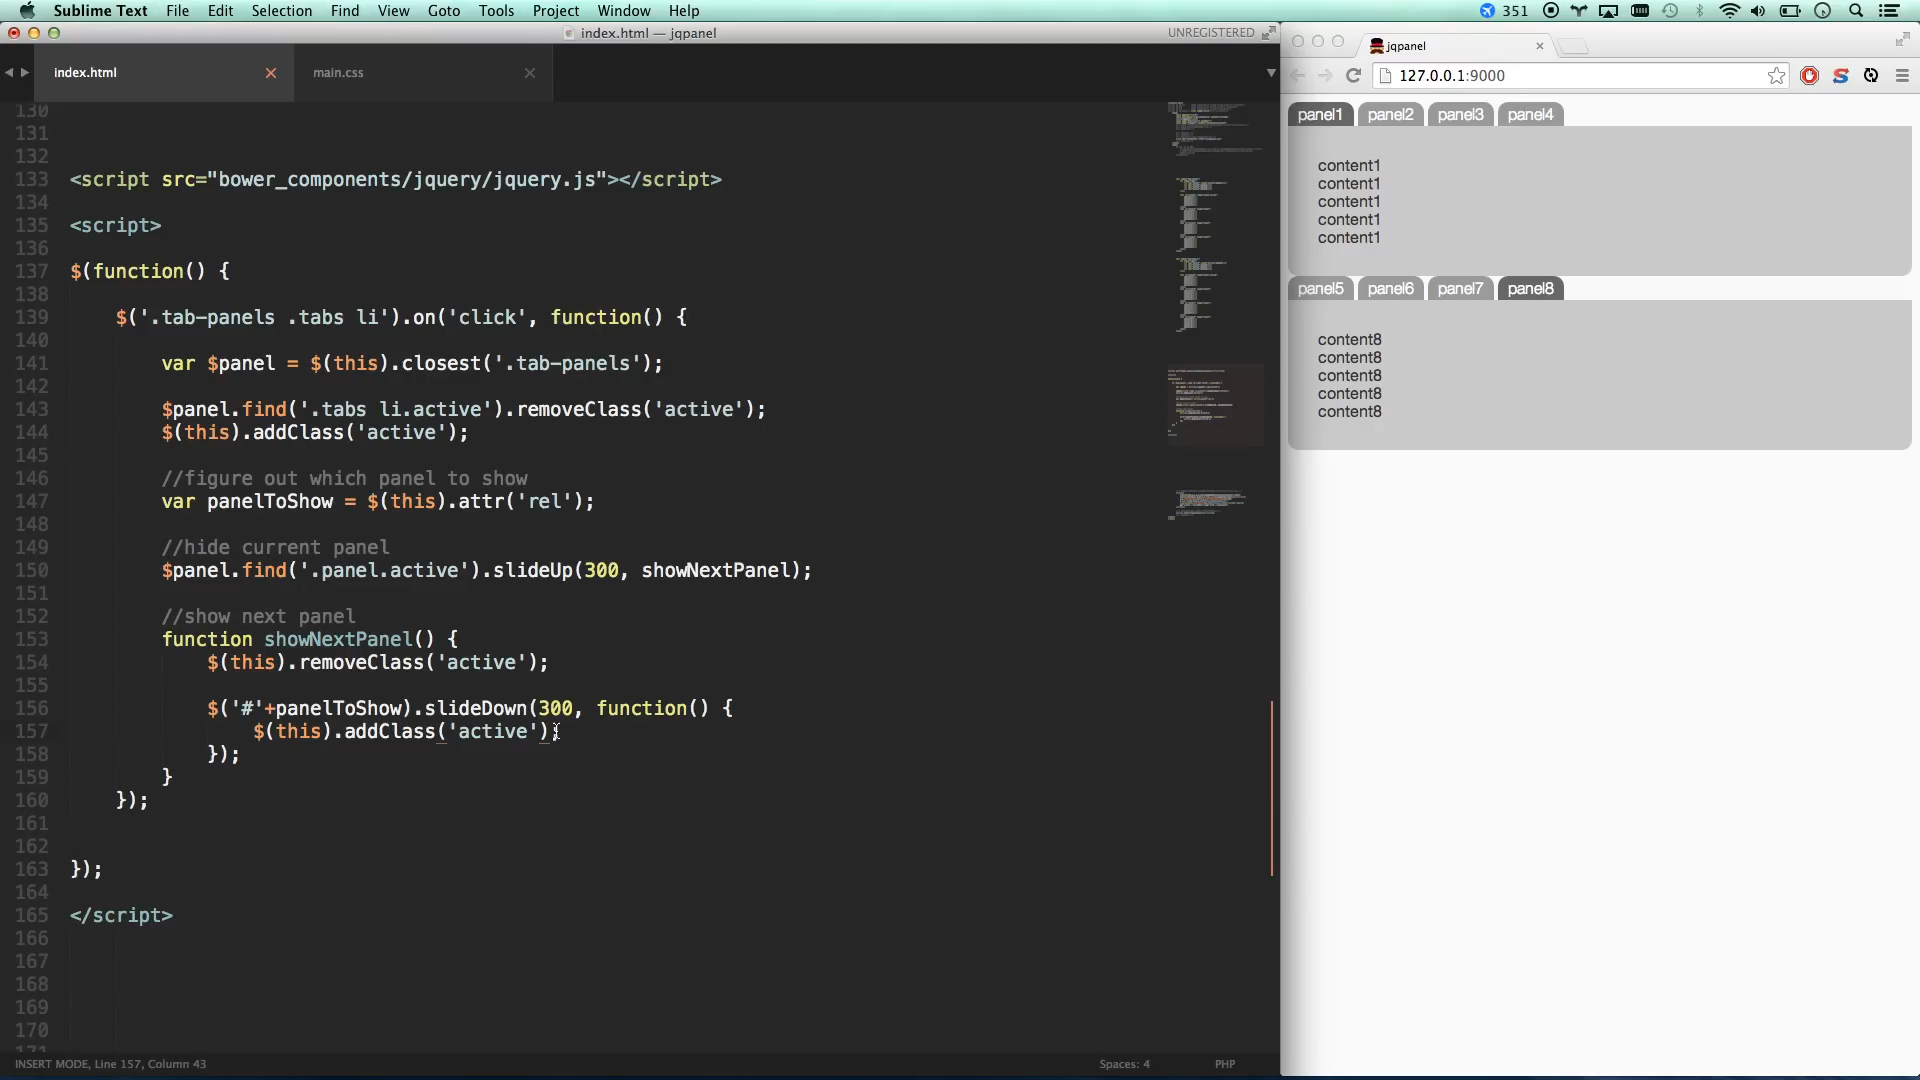 Sublime Text File Edit Selection Find View Goto Tools Project Window Help 351
index.html — jqpanel UNREGISTERED
index.html main.css
130
131
132
133 <script src="bower_components/jquery/jquery.js"></script>
134
135 <script>
136
137 $(function() {
138
139 $('.tab-panels .tabs li').on('click', function() {
140
141 var $panel = $(this).closest('.tab-panels');
142
143 $panel.find('.tabs li.active').removeClass('active');
144 $(this).addClass('active');
145
146 //figure out which panel to show
147 var panelToShow = $(this).attr('rel');
148
149 //hide current panel
150 $panel.find('.panel.active').slideUp(300, showNextPanel);
151
152 //show next panel
153 function showNextPanel() {
154 $(this).removeClass('active');
155
156 $('#'+panelToShow).slideDown(300, function() {
157 $(this).addClass('active');
158 });
159 }
160 });
161
162
163 });
164
165 </script>
166
167
168
169
170
171
INSERT MODE, Line 157, Column 43 Spaces: 4 PHP
jqpanel
127.0.0.1:9000
panel1 panel2 panel3 panel4
content1
content1
content1
content1
content1
panel5 panel6 panel7 panel8
content8
content8
content8
content8
content8